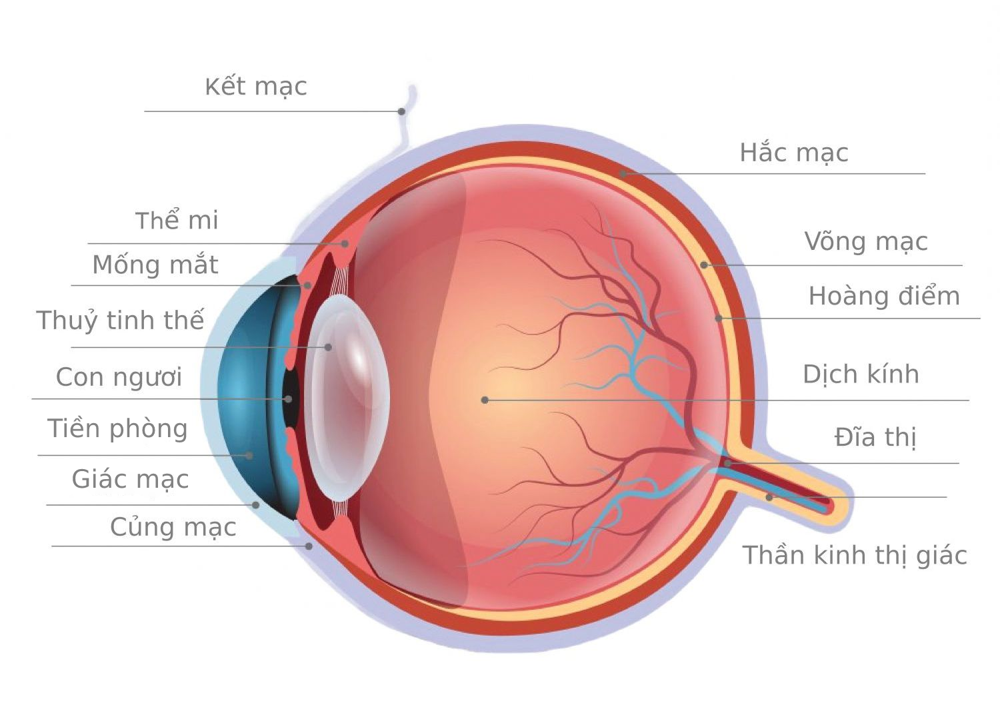 Kết mạc
Thể mi
Mống mắt
Thuỷ tinh thế
Con ngươi
Tiền phòng
Giác mạc
Củng mạc
Hắc mạc
Võng mạc
Hoàng điểm
Dịch kính
Đĩa thị
Thần kinh thị giác